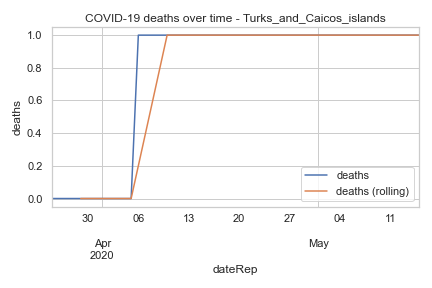 COVID-19 deaths over time - Turks_and_Caicos_islands
deaths
1.0
0.8
0.6
0.4
0.2
0.0
deaths
deaths (rolling)
30 06 13 20 27 04 11
Apr May
2020
dateRep